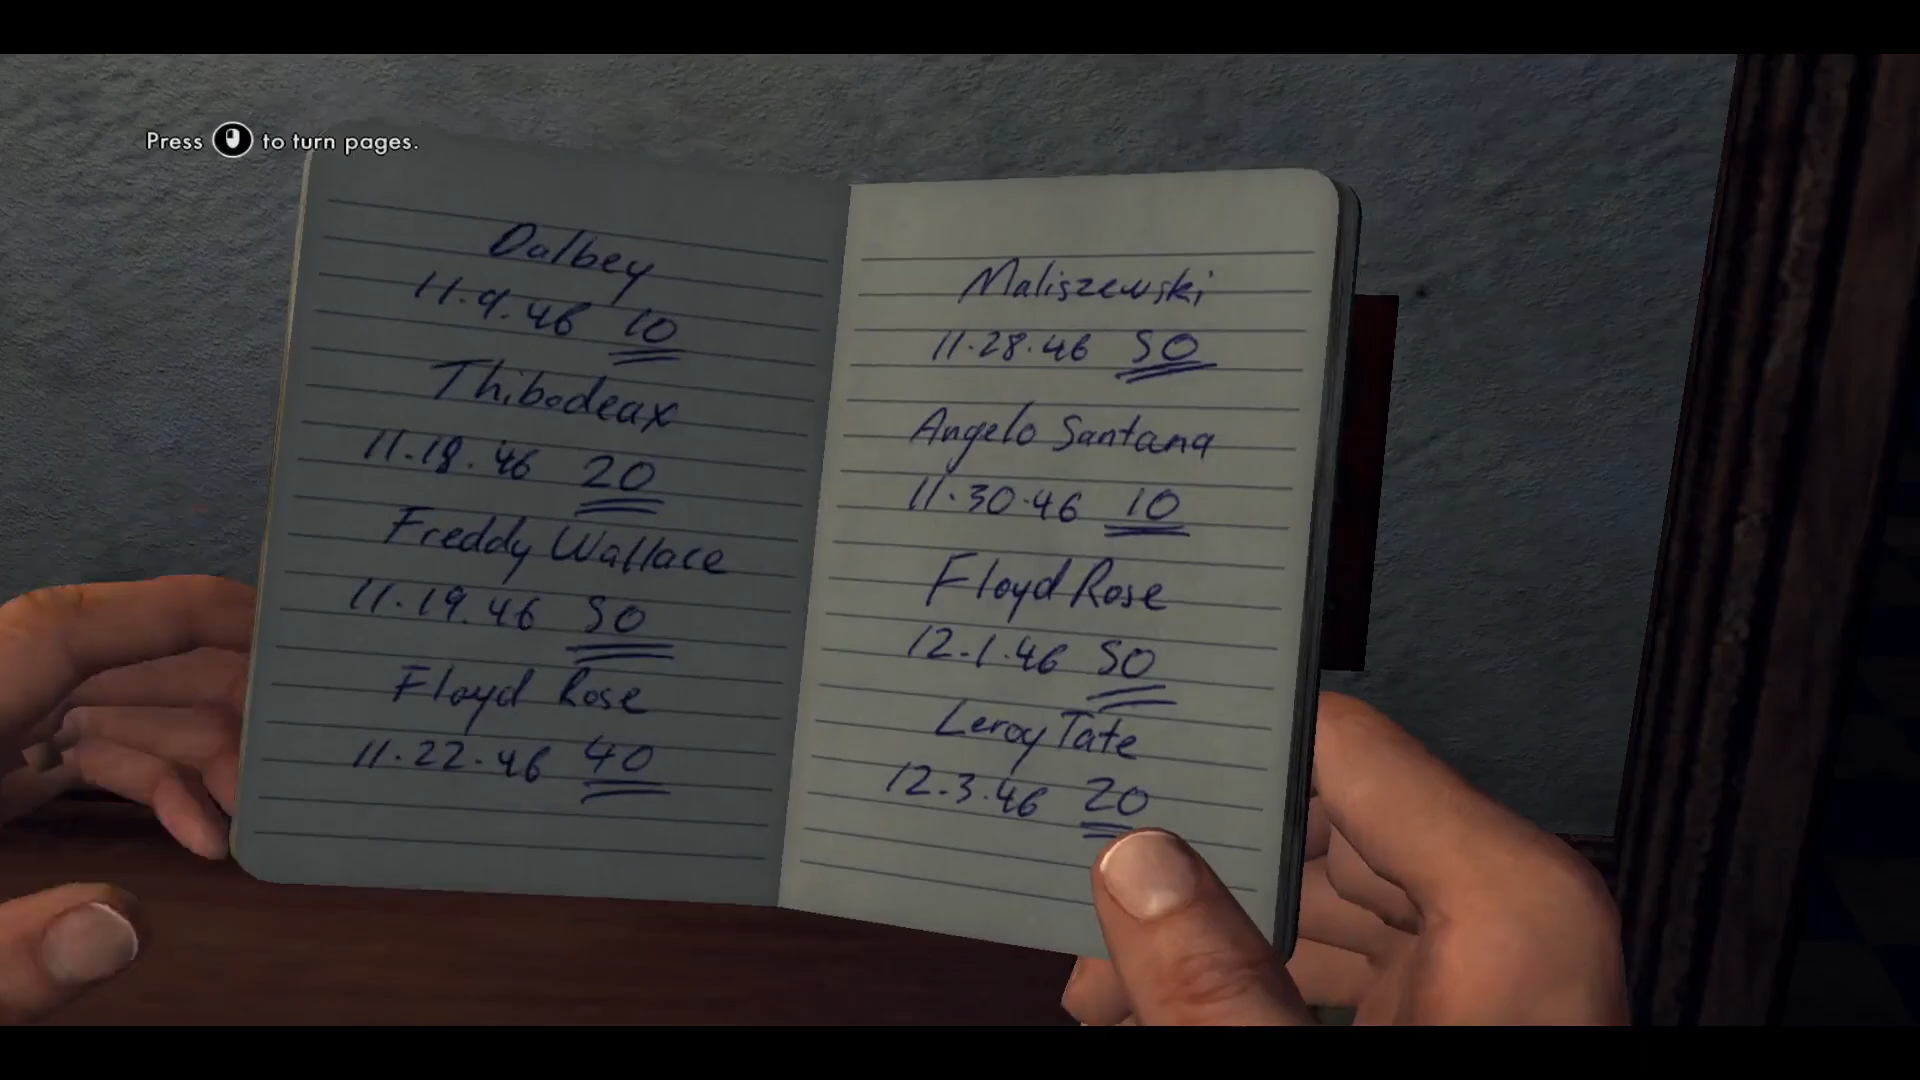 Press to turn pages.
Dalbey
11.9.46 10
Thibodeax
11.18.46 20
Freddy Wallace
11.19.46 50
Floyd Rose
11.22.46 40
Maliszewski
11.28.46 50
Angelo Santana
11.30.46 10
Floyd Rose
12.1.46 50
Leroy Tate
12.3.46 20